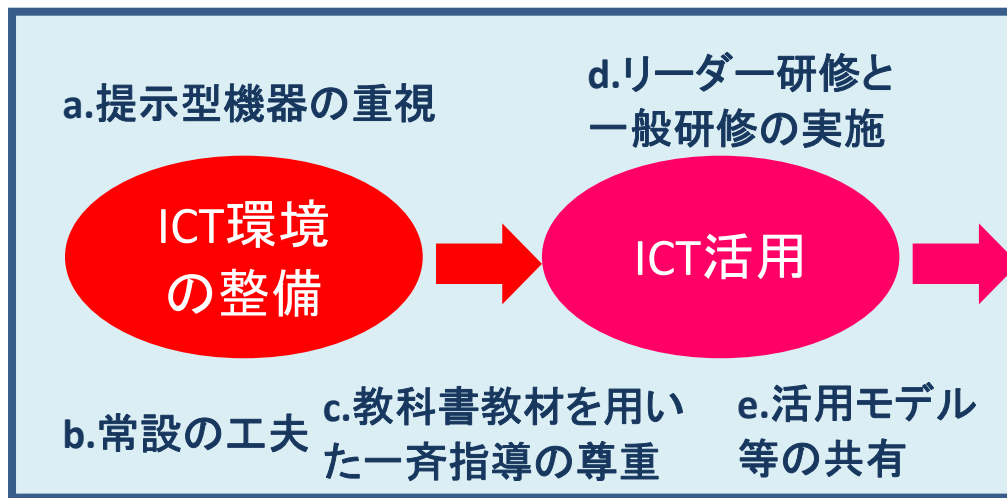 a.提示型機器の重視
d.リーダー研修と
一般研修の実施
ICT環境
の整備
ICT活用
b.常設の工夫
c.教科書教材を用い
た一斉指導の尊重
e.活用モデル
等の共有